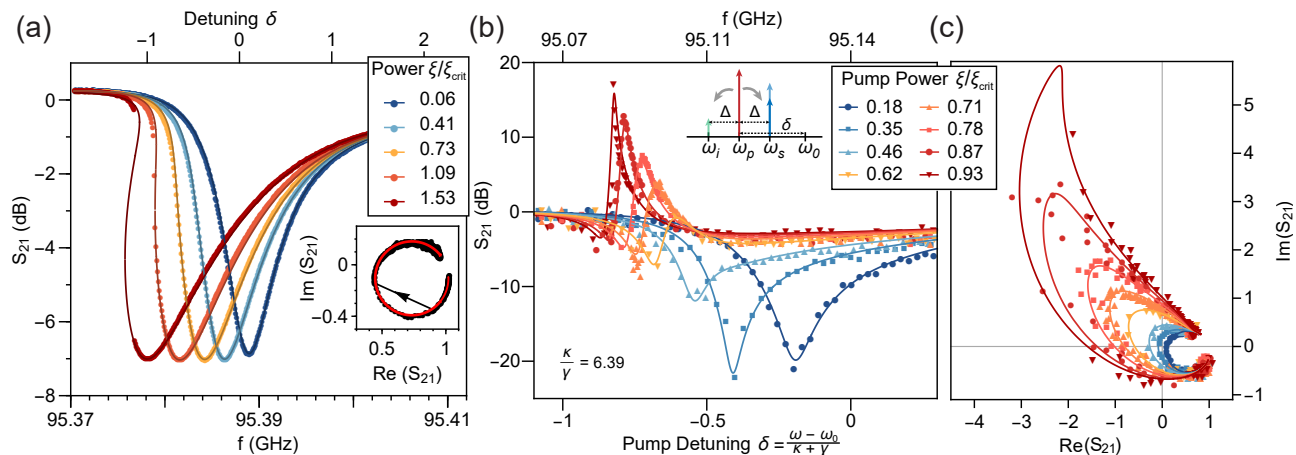 (a)
Detuning δ
−1 0 1 2
S21 (dB)
0
−1
−2
−3
−4
−5
−6
−7
−8
95.37 95.39 95.41
f (GHz)
Power ξ/ξcrit
0.06
0.41
0.73
1.09
1.53
Im (S21)
0.2
0
−0.4
0.5 1
Re (S21)
(b)
f (GHz)
95.07 95.11 95.14
S21 (dB)
20
10
0
−10
−20
κ/γ = 6.39
Δ Δ
δ
ωi ωp ωs ω0
Pump Power ξ/ξcrit
0.18 0.71
0.35 0.78
0.46 0.87
0.62 0.93
-1 -0.5 0
Pump Detuning δ = (ω − ω0)/(κ + γ)
(c)
Im(S21)
5
4
3
2
1
0
−1
−4 −3 −2 −1 0 1
Re(S21)